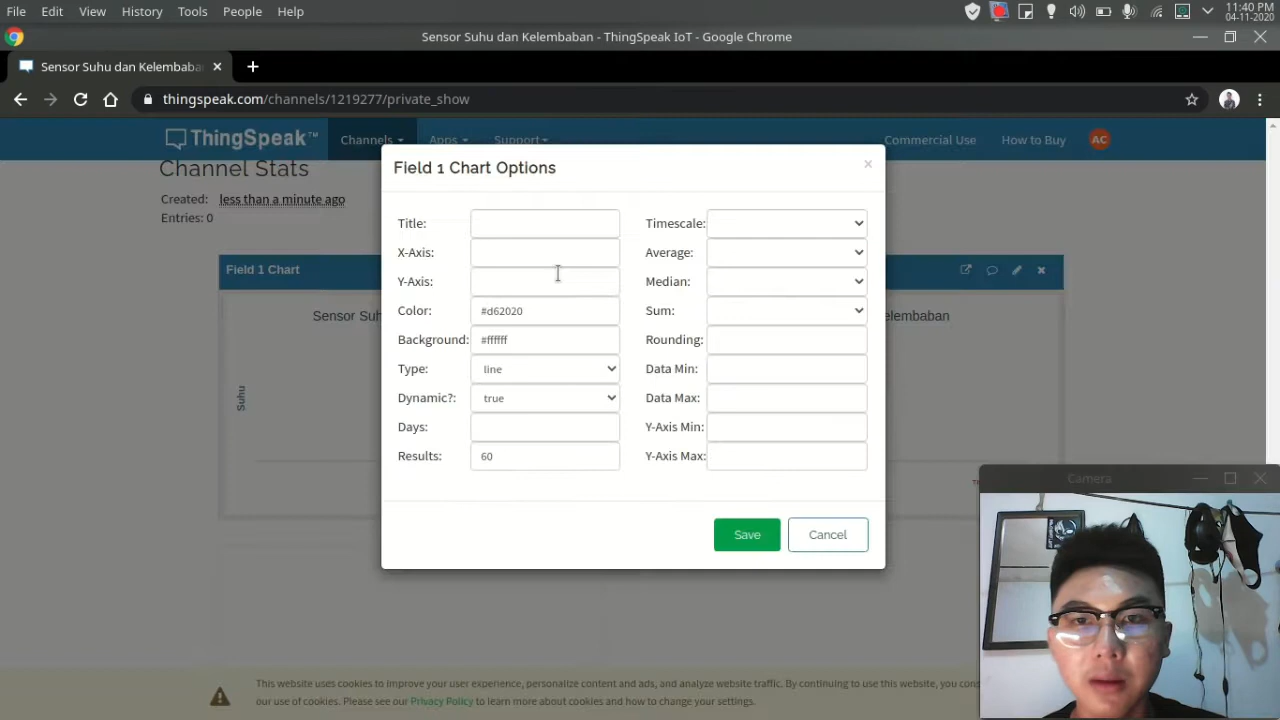 File Edit View History Tools People Help
11:40 PM
04-11-2020
Sensor Suhu dan Kelembaban - ThingSpeak IoT - Google Chrome
Sensor Suhu dan Kelembaba
thingspeak.com/channels/1219277/private_show
ThingSpeak™ Channels Apps Support Commercial Use How to Buy AC
Channel Stats
Created: less than a minute ago
Entries: 0
Field 1 Chart
Sensor Suh
elembaban
Suhu
Field 1 Chart Options
Title:
Timescale:
X-Axis:
Average:
Y-Axis:
Median:
Color: #d62020
Sum:
Background: #ffffff
Rounding:
Type: line
Data Min:
Dynamic?: true
Data Max:
Days:
Y-Axis Min:
Results: 60
Y-Axis Max:
Save Cancel
Camera
This website uses cookies to improve your user experience, personalize content and ads, and analyze website traffic. By continuing to use this website, you cons
our use of cookies. Please see our Privacy Policy to learn more about cookies and how to change your settings.